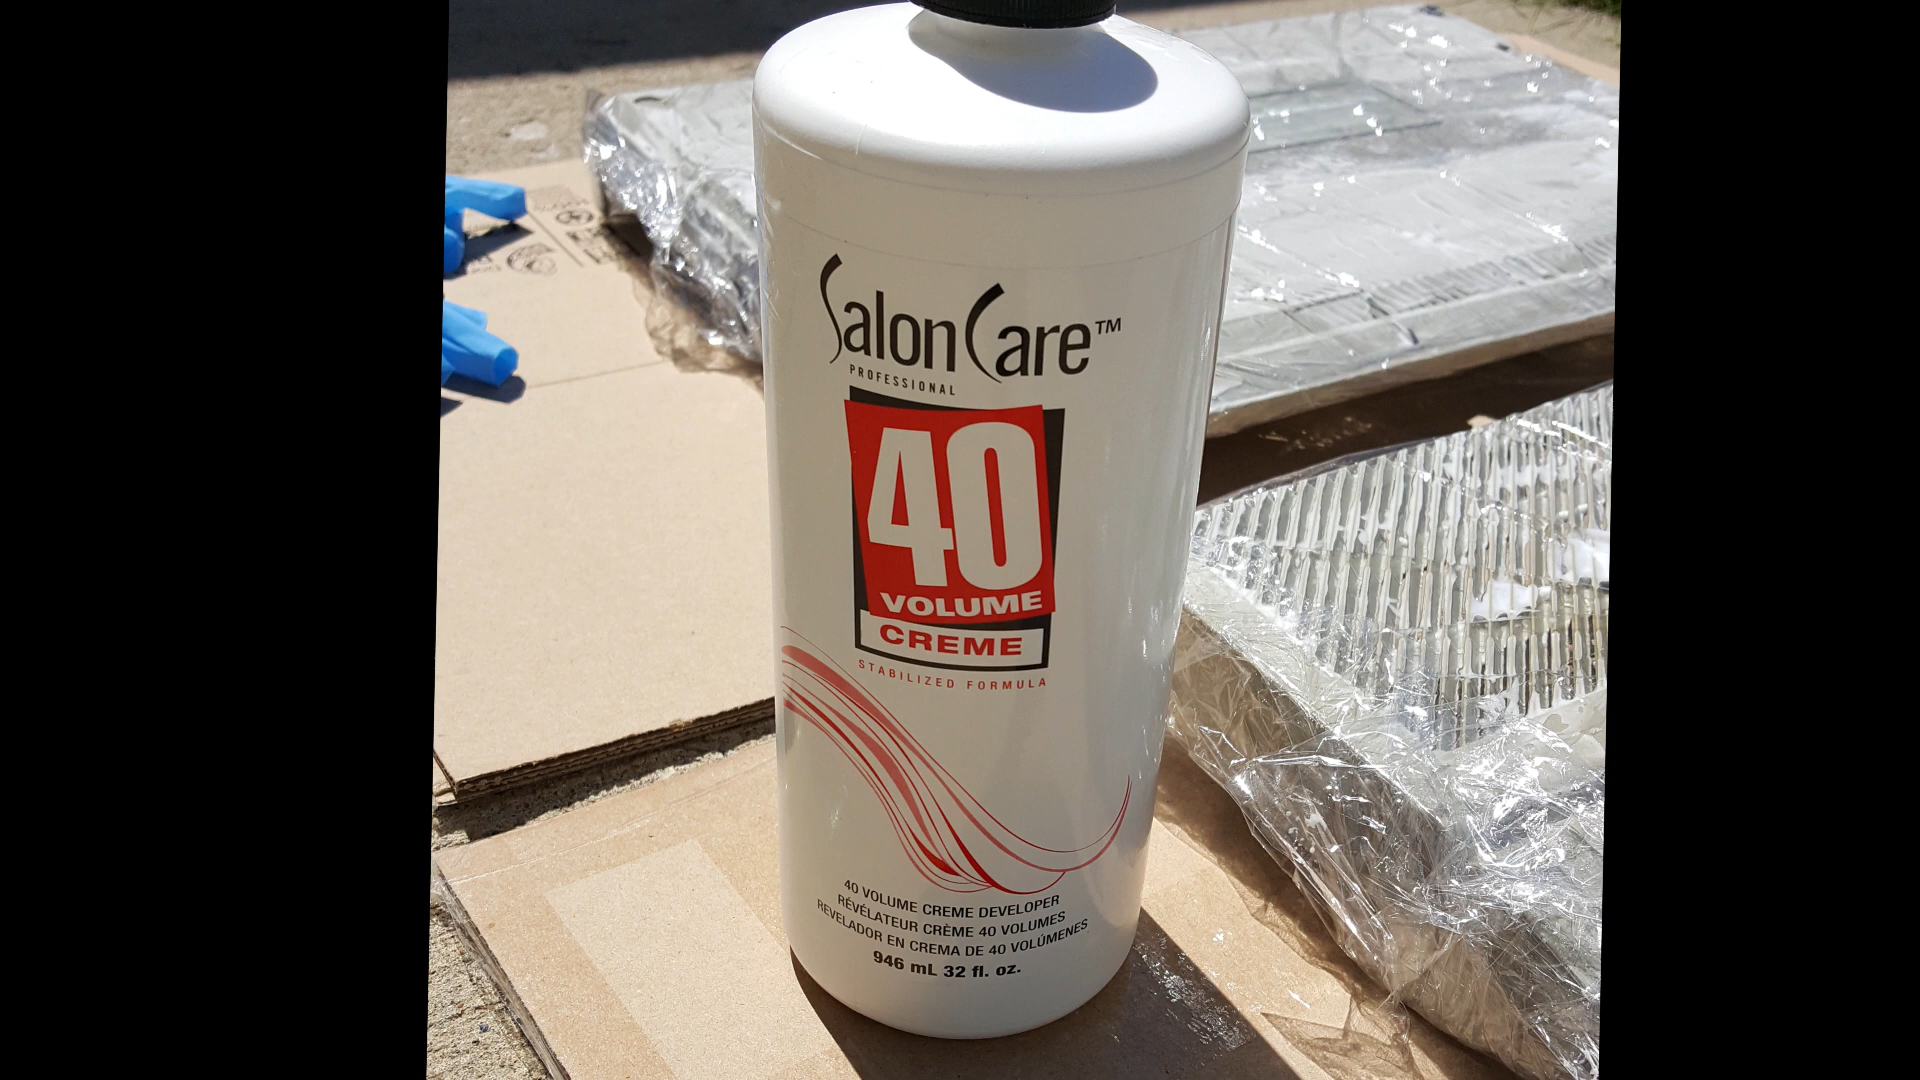 SalonCare™
PROFESSIONAL
40
VOLUME
CREME
STABILIZED FORMULA
40 VOLUME CREME DEVELOPER
RÉVÉLATEUR CRÈME 40 VOLUMES
REVELADOR EN CREMA DE 40 VOLÚMENES
946 mL 32 fl. oz.